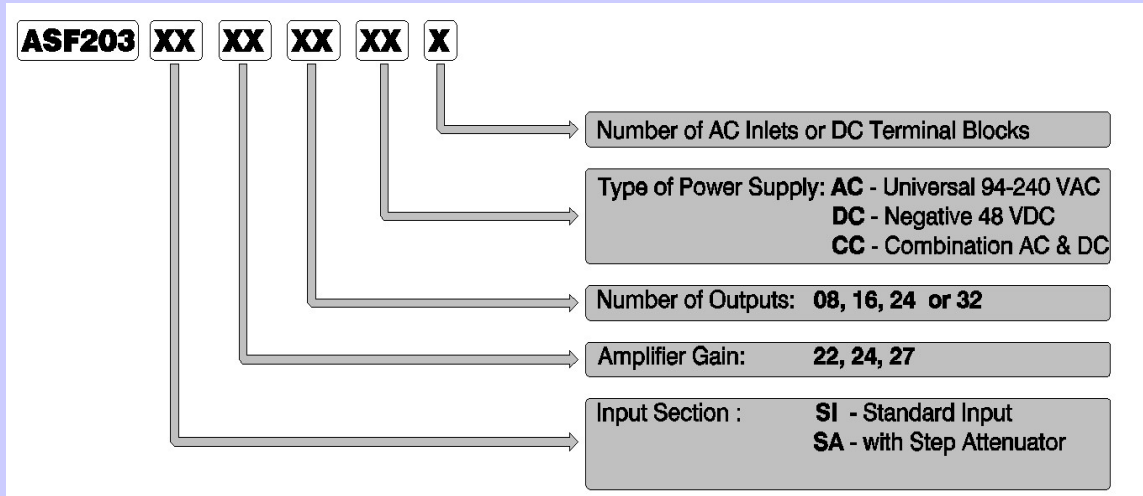 ASF203 XX XX XX XX X
Number of AC Inlets or DC Terminal Blocks
Type of Power Supply: AC - Universal 94-240 VAC
DC - Negative 48 VDC
CC - Combination AC & DC
Number of Outputs: 08, 16, 24 or 32
Amplifier Gain: 22, 24, 27
Input Section : SI - Standard Input
SA - with Step Attenuator